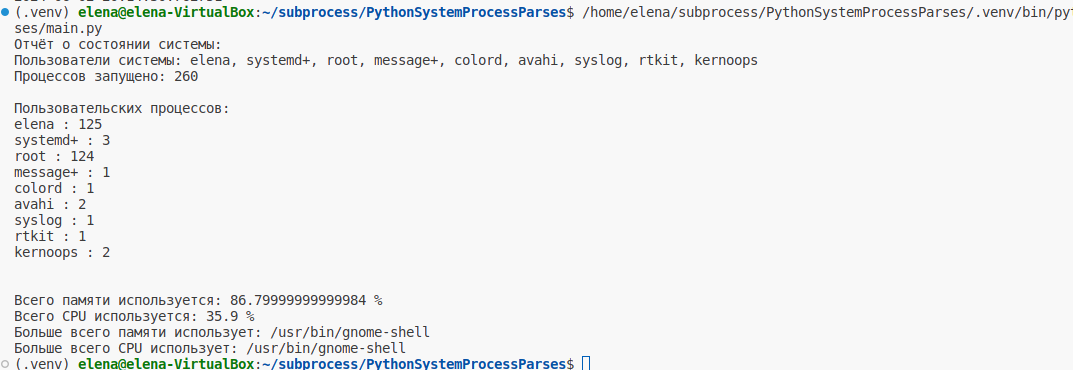 (.venv) elena@elena-VirtualBox:~/subprocess/PythonSystemProcessParses$ /home/elena/subprocess/PythonSystemProcessParses/.venv/bin/pyt
ses/main.py
Отчёт о состоянии системы:
Пользователи системы: elena, systemd+, root, message+, colord, avahi, syslog, rtkit, kernoops
Процессов запущено: 260
Пользовательских процессов:
elena : 125
systemd+ : 3
root : 124
message+ : 1
colord : 1
avahi : 2
syslog : 1
rtkit : 1
kernoops : 2
Всего памяти используется: 86.79999999999984 %
Всего CPU используется: 35.9 %
Больше всего памяти использует: /usr/bin/gnome-shell
Больше всего CPU использует: /usr/bin/gnome-shell
(.venv) elena@elena-VirtualBox:~/subprocess/PythonSystemProcessParses$